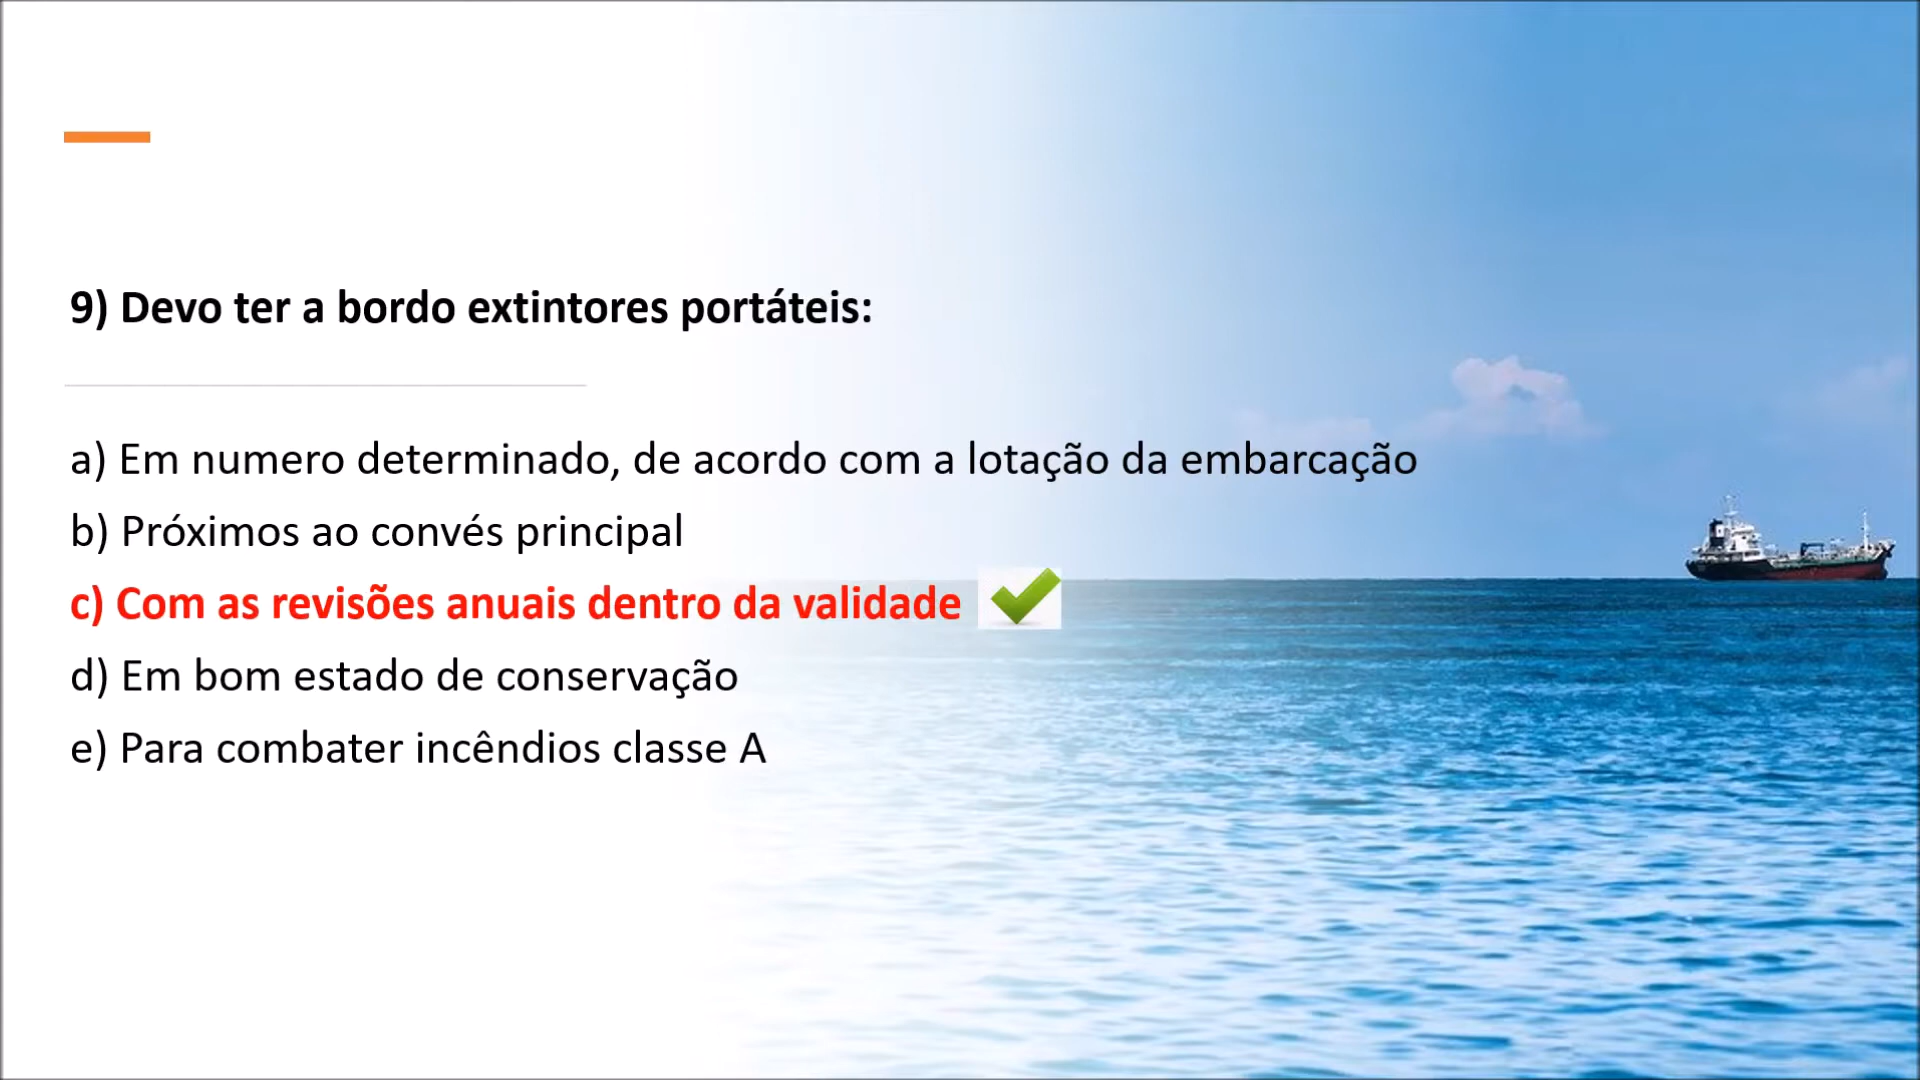 9) Devo ter a bordo extintores portáteis:
a) Em numero determinado, de acordo com a lotação da embarcação
b) Próximos ao convés principal
c) Com as revisões anuais dentro da validade
d) Em bom estado de conservação
e) Para combater incêndios classe A